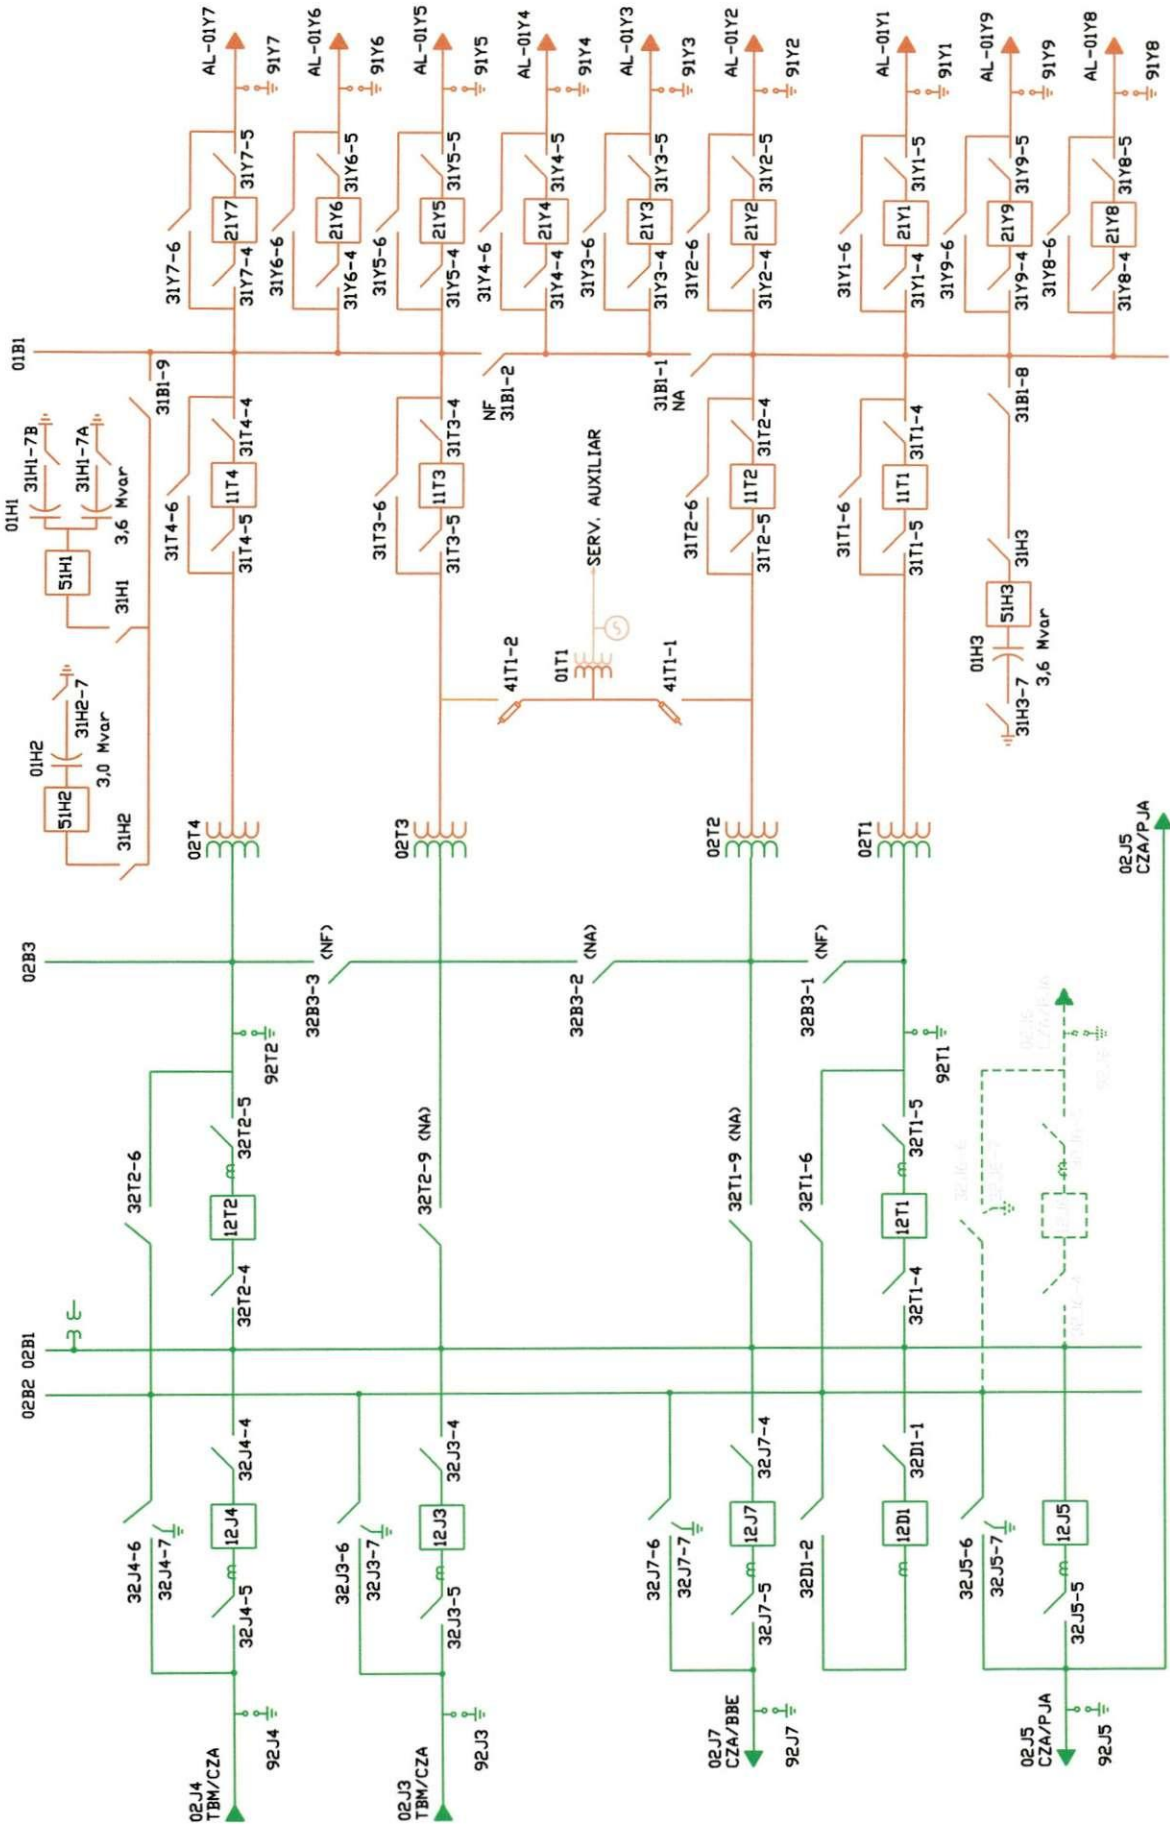 01B1
01H1
31H1-7B
31H1-7A
3,6 Mvar
51H1
31H1
31B1-9
01H2
31H2-7
3,0 Mvar
51H2
31H2
AL-01Y7
91Y7
31Y7-6
31Y7-5
21Y7
31Y7-4
AL-01Y6
91Y6
31Y6-6
31Y6-5
21Y6
31Y6-4
AL-01Y5
91Y5
31Y5-6
31Y5-5
21Y5
31Y5-4
AL-01Y4
91Y4
31Y4-6
31Y4-5
21Y4
31Y4-4
AL-01Y3
91Y3
31Y3-6
31Y3-5
21Y3
31Y3-4
AL-01Y2
91Y2
31Y2-6
31Y2-5
21Y2
31Y2-4
AL-01Y1
91Y1
31Y1-6
31Y1-5
21Y1
31Y1-4
AL-01Y9
91Y9
31Y9-6
31Y9-5
21Y9
31Y9-4
AL-01Y8
91Y8
31Y8-6
31Y8-5
21Y8
31Y8-4
NF
31B1-2
31B1-1
NA
31T4-6
31T4-4
11T4
31T4-5
31T3-6
31T3-4
11T3
31T3-5
31T2-6
31T2-4
11T2
31T2-5
31T1-6
31T1-4
11T1
31T1-5
31B1-8
SERV. AUXILIAR
S
01T1
41T1-2
41T1-1
31H3
51H3
01H3
3,6 Mvar
31H3-7
02T4
02T3
02T2
02T1
02B3
32B3-3
(NF)
32B3-2
(NA)
32B3-1
(NF)
92T2
32T2-6
32T2-5
12T2
32T2-4
32T2-9 (NA)
32T1-9 (NA)
92T1
32T1-6
32T1-5
12T1
32T1-4
02J5
CZA/PJA
02B1
02B2
32J4-4
32J4-6
32J4-7
12J4
32J4-5
92J4
02J4
TBM/CZA
32J3-4
32J3-6
32J3-7
12J3
32J3-5
92J3
02J3
TBM/CZA
32J7-4
32J7-6
32J7-7
12J7
32J7-5
02J7
CZA/BBE
92J7
32D1-1
32D1-2
12D1
32J5-6
32J5-7
12J5
32J5-5
02J5
CZA/PJA
92J5